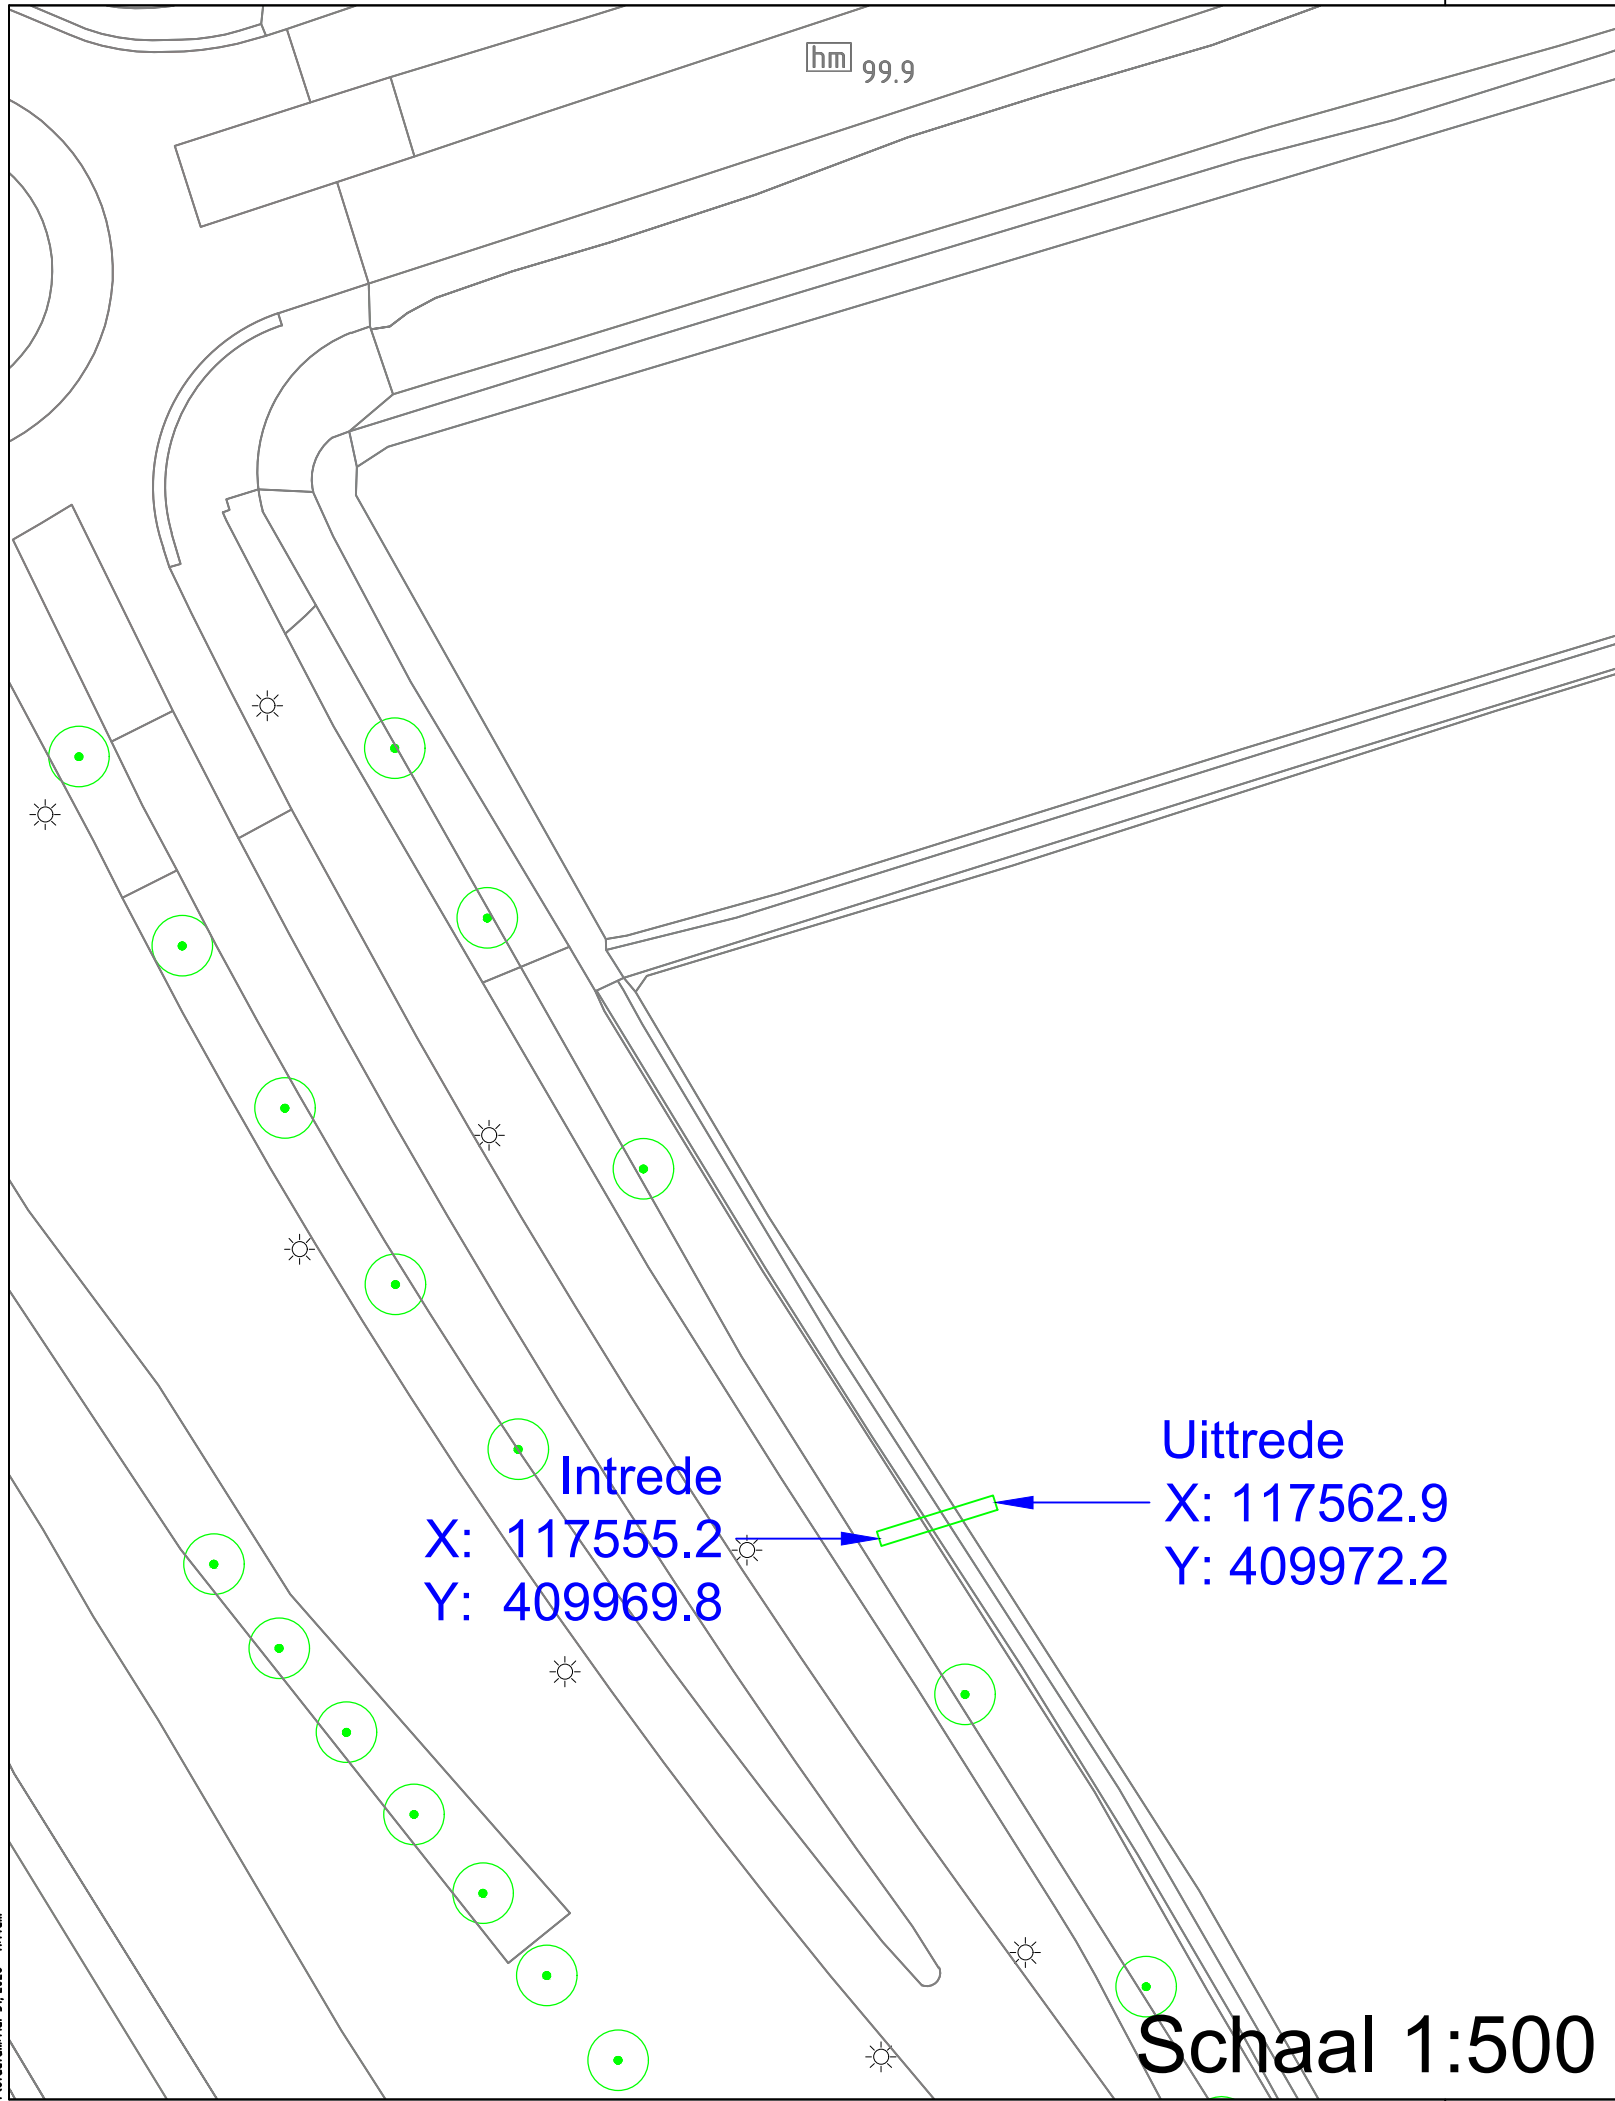 hm 99.9
Intrede
X: 117555.2
Y: 409969.8
Uittrede
X: 117562.9
Y: 409972.2
Schaal 1:500